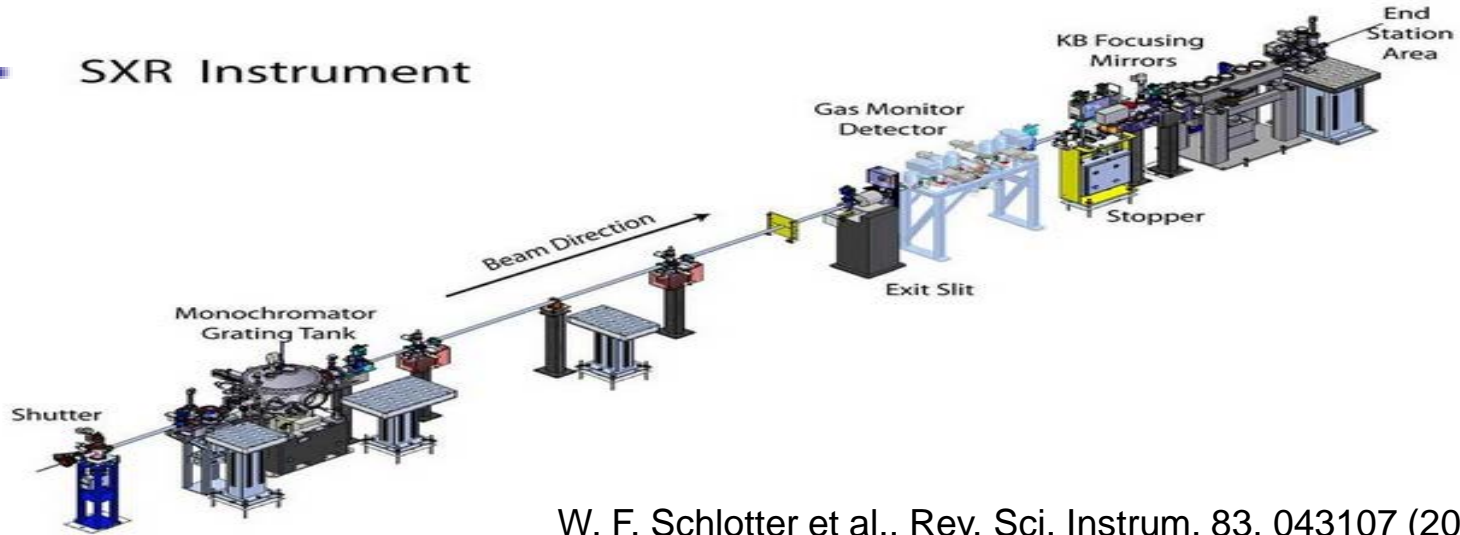 SXR Instrument
End
Station
Area
KB Focusing
Mirrors
Gas Monitor
Detector
Stopper
Beam Direction
Exit Slit
Monochromator
Grating Tank
Shutter
W. F. Schlotter et al., Rev. Sci. Instrum. 83, 043107 (20